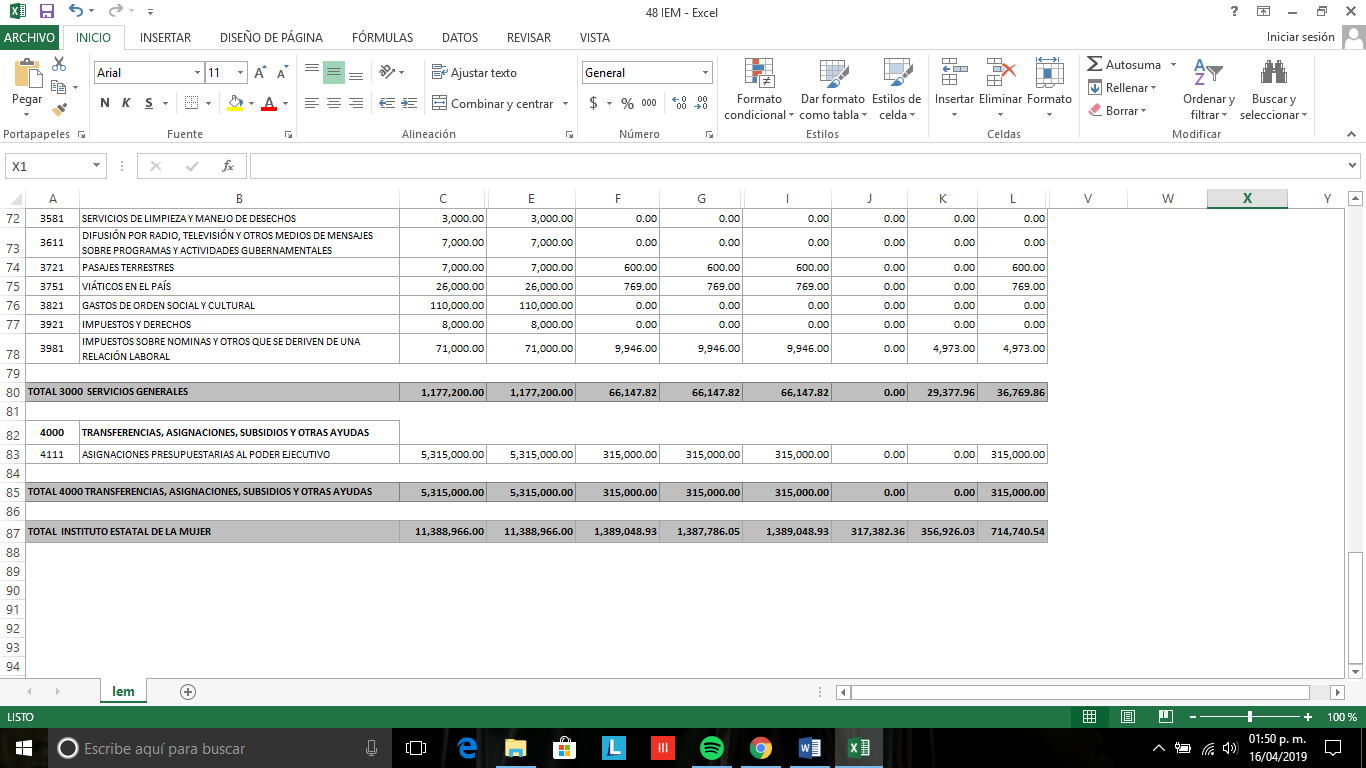 48 IEM - Excel
?
ARCHIVO INICIO INSERTAR DISEÑO DE PÁGINA FÓRMULAS DATOS REVISAR VISTA Iniciar sesión
Arial 11 A A Ajustar texto General Autosuma
Pegar Formato condicional Dar formato como tabla Estilos de celda Insertar Eliminar Formato Rellenar Ordenar y filtrar Buscar y seleccionar
N K S A Combinar y centrar $ % 000 Borrar
Portapapeles Fuente Alineación Número Estilos Celdas Modificar
X1 fx
A B C E F G I J K L V W X Y
72 3581 SERVICIOS DE LIMPIEZA Y MANEJO DE DESECHOS 3,000.00 3,000.00 0.00 0.00 0.00 0.00 0.00 0.00
DIFUSIÓN POR RADIO, TELEVISIÓN Y OTROS MEDIOS DE MENSAJES
73 3611 SOBRE PROGRAMAS Y ACTIVIDADES GUBERNAMENTALES 7,000.00 7,000.00 0.00 0.00 0.00 0.00 0.00 0.00
74 3721 PASAJES TERRESTRES 7,000.00 7,000.00 600.00 600.00 600.00 0.00 0.00 600.00
75 3751 VIÁTICOS EN EL PAÍS 26,000.00 26,000.00 769.00 769.00 769.00 0.00 0.00 769.00
76 3821 GASTOS DE ORDEN SOCIAL Y CULTURAL 110,000.00 110,000.00 0.00 0.00 0.00 0.00 0.00 0.00
77 3921 IMPUESTOS Y DERECHOS 8,000.00 8,000.00 0.00 0.00 0.00 0.00 0.00 0.00
IMPUESTOS SOBRE NOMINAS Y OTROS QUE SE DERIVEN DE UNA
78 3981 RELACIÓN LABORAL 71,000.00 71,000.00 9,946.00 9,946.00 9,946.00 0.00 4,973.00 4,973.00
79
80 TOTAL 3000 SERVICIOS GENERALES 1,177,200.00 1,177,200.00 66,147.82 66,147.82 66,147.82 0.00 29,377.96 36,769.86
81
82 4000 TRANSFERENCIAS, ASIGNACIONES, SUBSIDIOS Y OTRAS AYUDAS
83 4111 ASIGNACIONES PRESUPUESTARIAS AL PODER EJECUTIVO 5,315,000.00 5,315,000.00 315,000.00 315,000.00 315,000.00 0.00 0.00 315,000.00
84
85 TOTAL 4000 TRANSFERENCIAS, ASIGNACIONES, SUBSIDIOS Y OTRAS AYUDAS 5,315,000.00 5,315,000.00 315,000.00 315,000.00 315,000.00 0.00 0.00 315,000.00
86
87 TOTAL INSTITUTO ESTATAL DE LA MUJER 11,388,966.00 11,388,966.00 1,389,048.93 1,387,786.05 1,389,048.93 317,382.36 356,926.03 714,740.54
88
89
90
91
92
93
94
Iem
LISTO 100 %
Escribe aquí para buscar
01:50 p. m.
16/04/2019